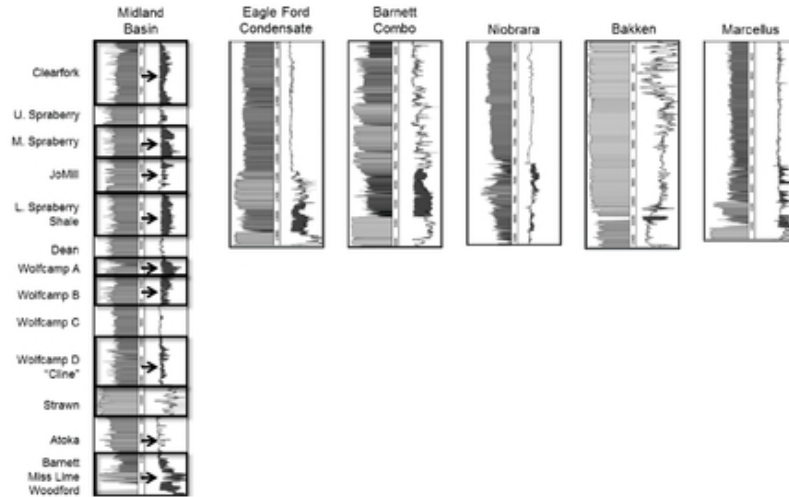 Midland
Basin
Eagle Ford
Condensate
Barnett
Combo
Niobrara
Bakken
Marcellus
Clearfork
U. Spraberry
M. Spraberry
JoMill
L. Spraberry
Shale
Dean
Wolfcamp A
Wolfcamp B
Wolfcamp C
Wolfcamp D
"Cline"
Strawn
Atoka
Barnett
Miss Lime
Woodford